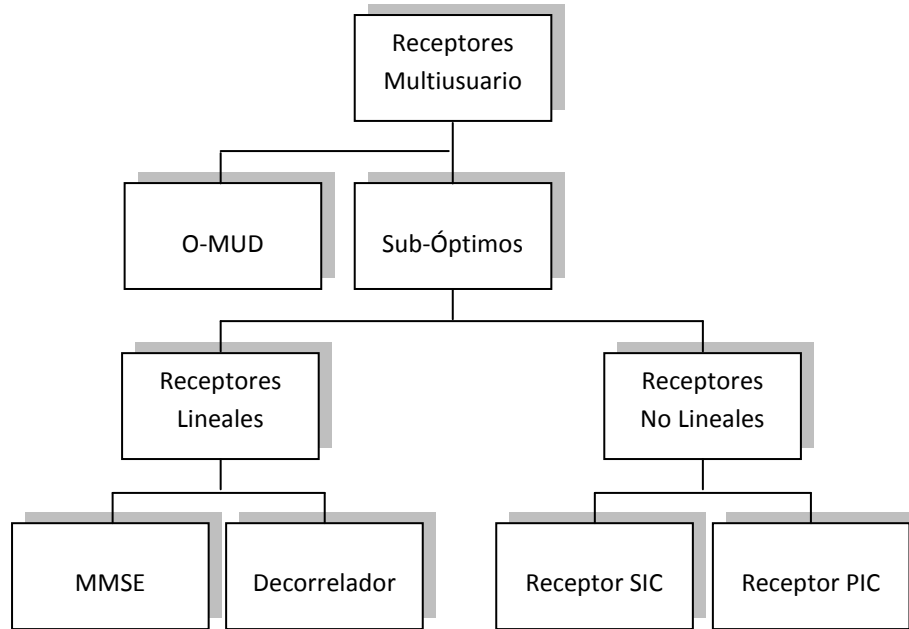 Receptores
Multiusuario
O-MUD
Sub-Óptimos
Receptores
Lineales
Receptores
No Lineales
MMSE
Decorrelador
Receptor SIC
Receptor PIC